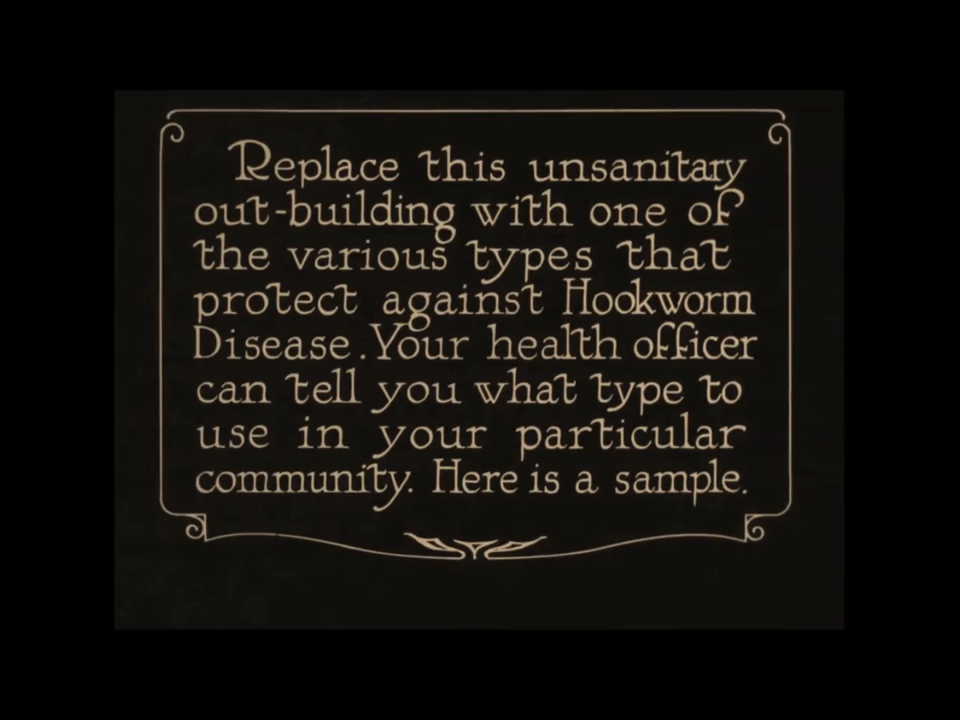 Replace this unsanitary
out-building with one of
the various types that
protect against Hookworm
Disease. Your health officer
can tell you what type to
use in your particular
community. Here is a sample.